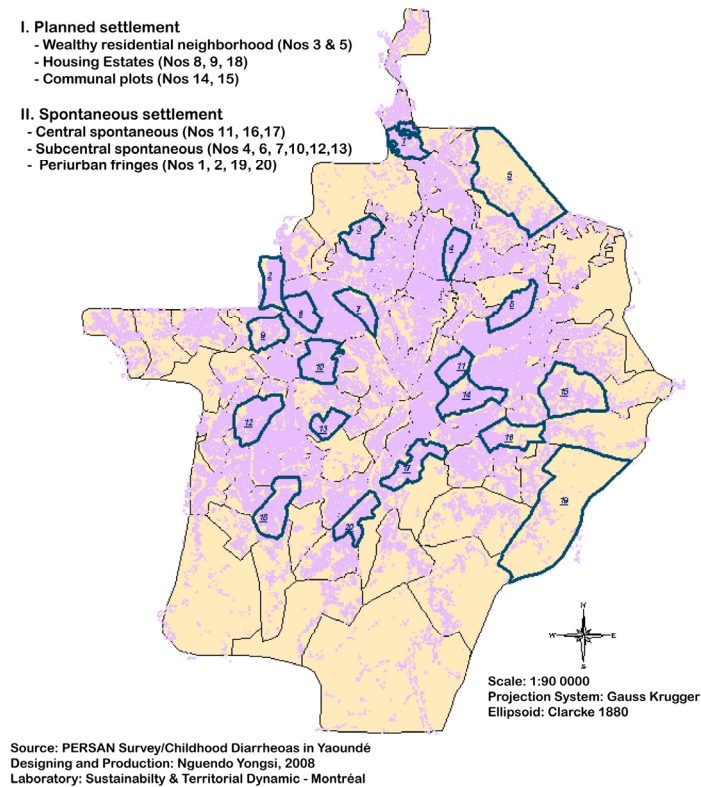 I. Planned settlement
- Wealthy residential neighborhood (Nos 3 & 5)
- Housing Estates (Nos 8, 9, 18)
- Communal plots (Nos 14, 15)
II. Spontaneous settlement
- Central spontaneous (Nos 11, 16,17)
- Subcentral spontaneous (Nos 4, 6, 7,10,12,13)
- Periurban fringes (Nos 1, 2, 19, 20)
1
5
3
4
2
7
9
10
11
14
15
12
13
16
17
19
18
20
N
W
E
S
Scale: 1:90 0000
Projection System: Gauss Krugger
Ellipsoid: Clarcke 1880
Source: PERSAN Survey/Childhood Diarrheoas in Yaoundé
Designing and Production: Nguendo Yongsi, 2008
Laboratory: Sustainabilty & Territorial Dynamic - Montréal